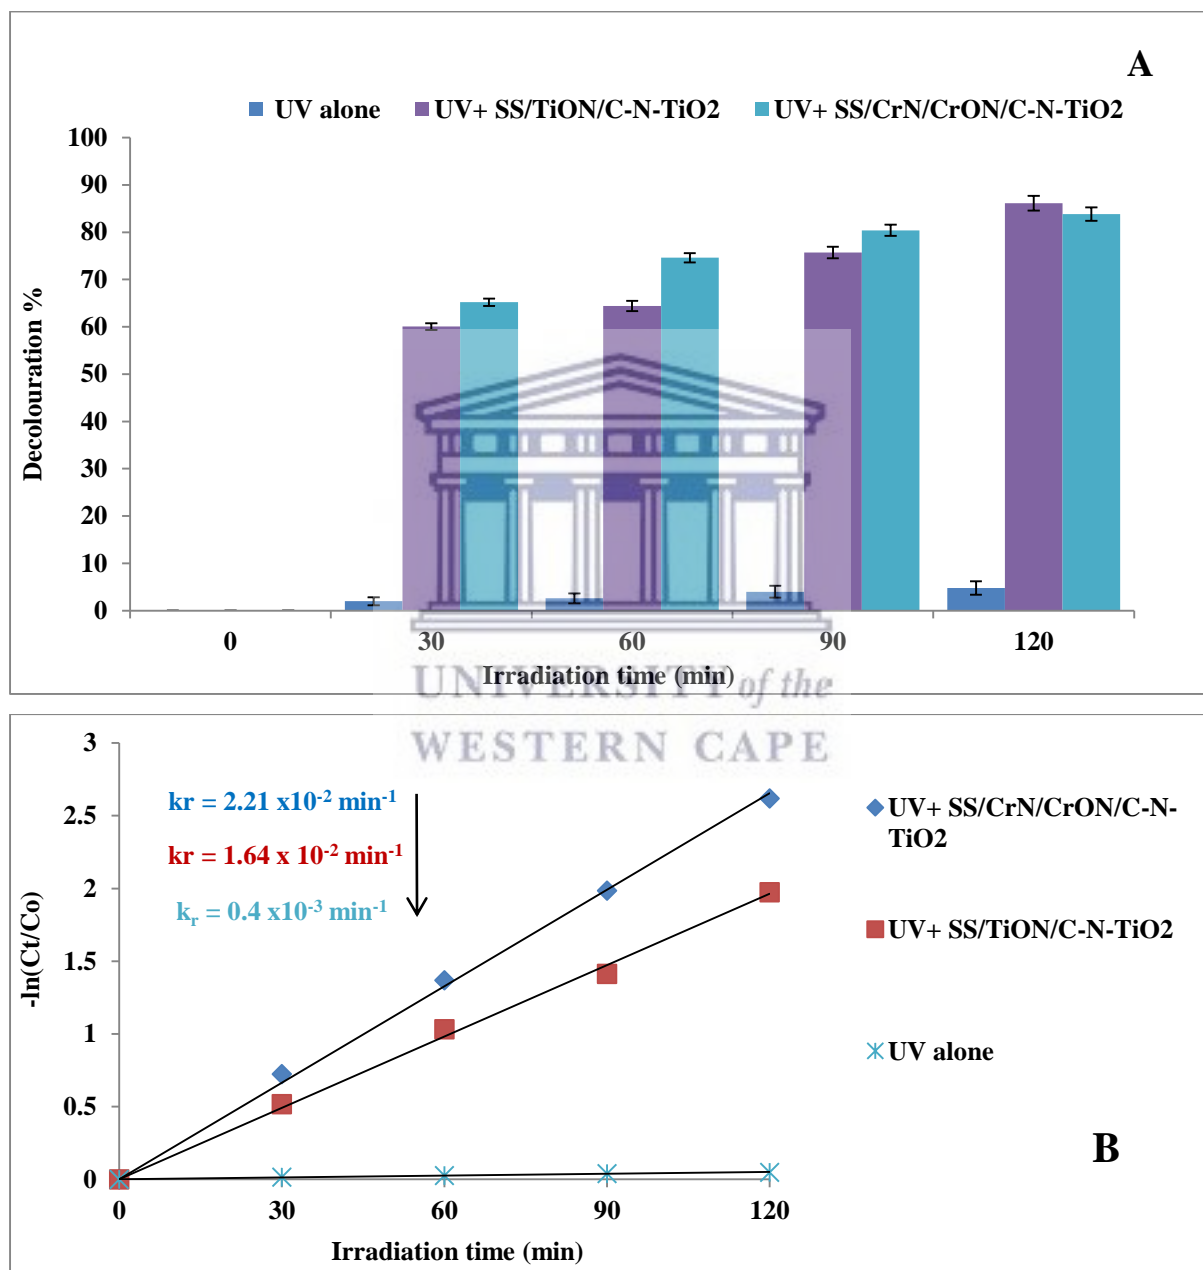 A
UV alone UV+ SS/TiON/C-N-TiO2 UV+ SS/CrN/CrON/C-N-TiO2
100
90
80
70
60
50
40
30
20
10
0
Decolouration %
0 30 60 90 120
Irradiation time (min)
UNIVERSITY of the
WESTERN CAPE
3
2.5
2
1.5
1
0.5
0
-ln(Ct/Co)
kr = 2.21 x10⁻² min⁻¹
kr = 1.64 x 10⁻² min⁻¹
kᵣ = 0.4 x10⁻³ min⁻¹
UV+ SS/CrN/CrON/C-N-
TiO2
UV+ SS/TiON/C-N-TiO2
UV alone
B
0 30 60 90 120
Irradiation time (min)